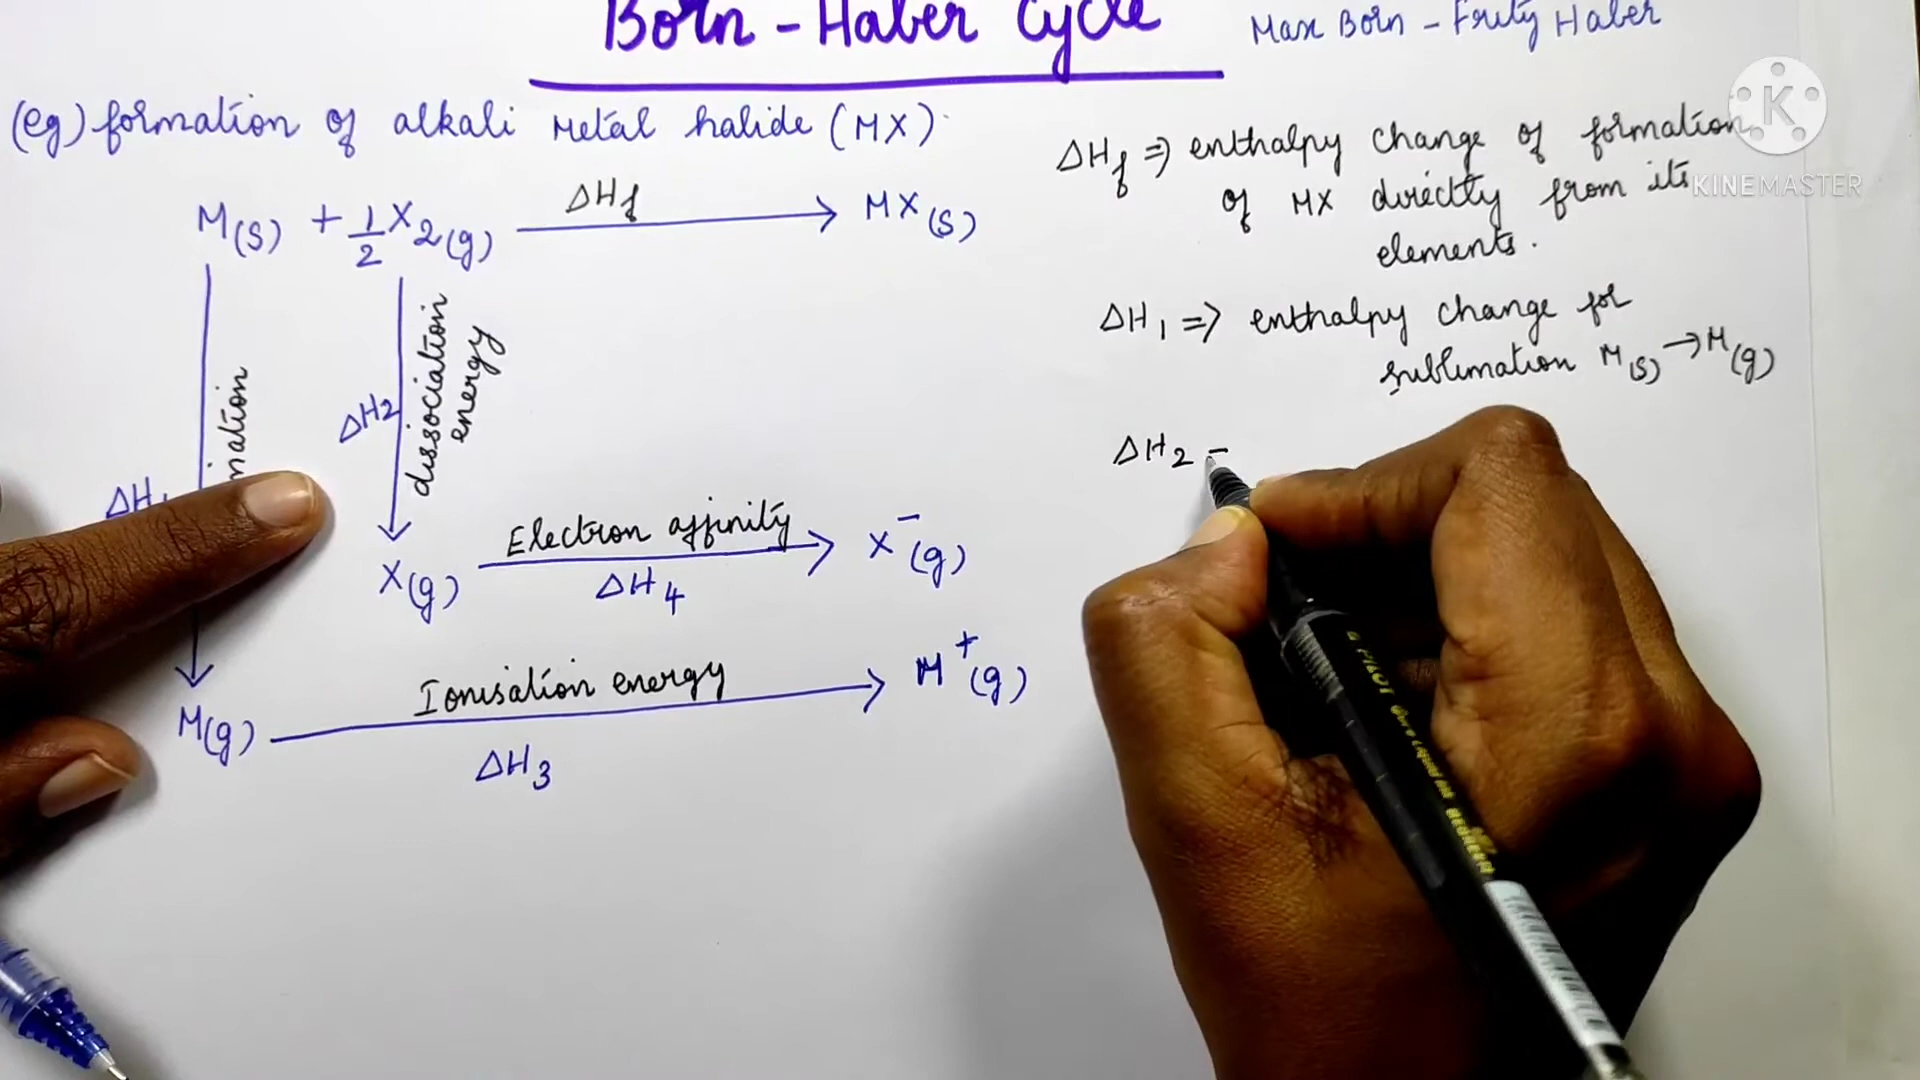 Born - Haber Cycle
Max Born - Fritz Haber
(eg) formation of alkali Metal halide (MX).
M(s) + 1/2 X2(g)
ΔHf
MX(s)
ΔH2
dissociation
energy
X(g)
Electron affinity
ΔH4
X⁻(g)
M(g)
Ionisation energy
ΔH3
M⁺(g)
ΔHf ⇒ enthalpy change of formation
of MX directly from its
elements.
ΔH1 ⇒ enthalpy change for
sublimation M(s) → M(g)
ΔH2 -
K
KINEMASTER
PILOT